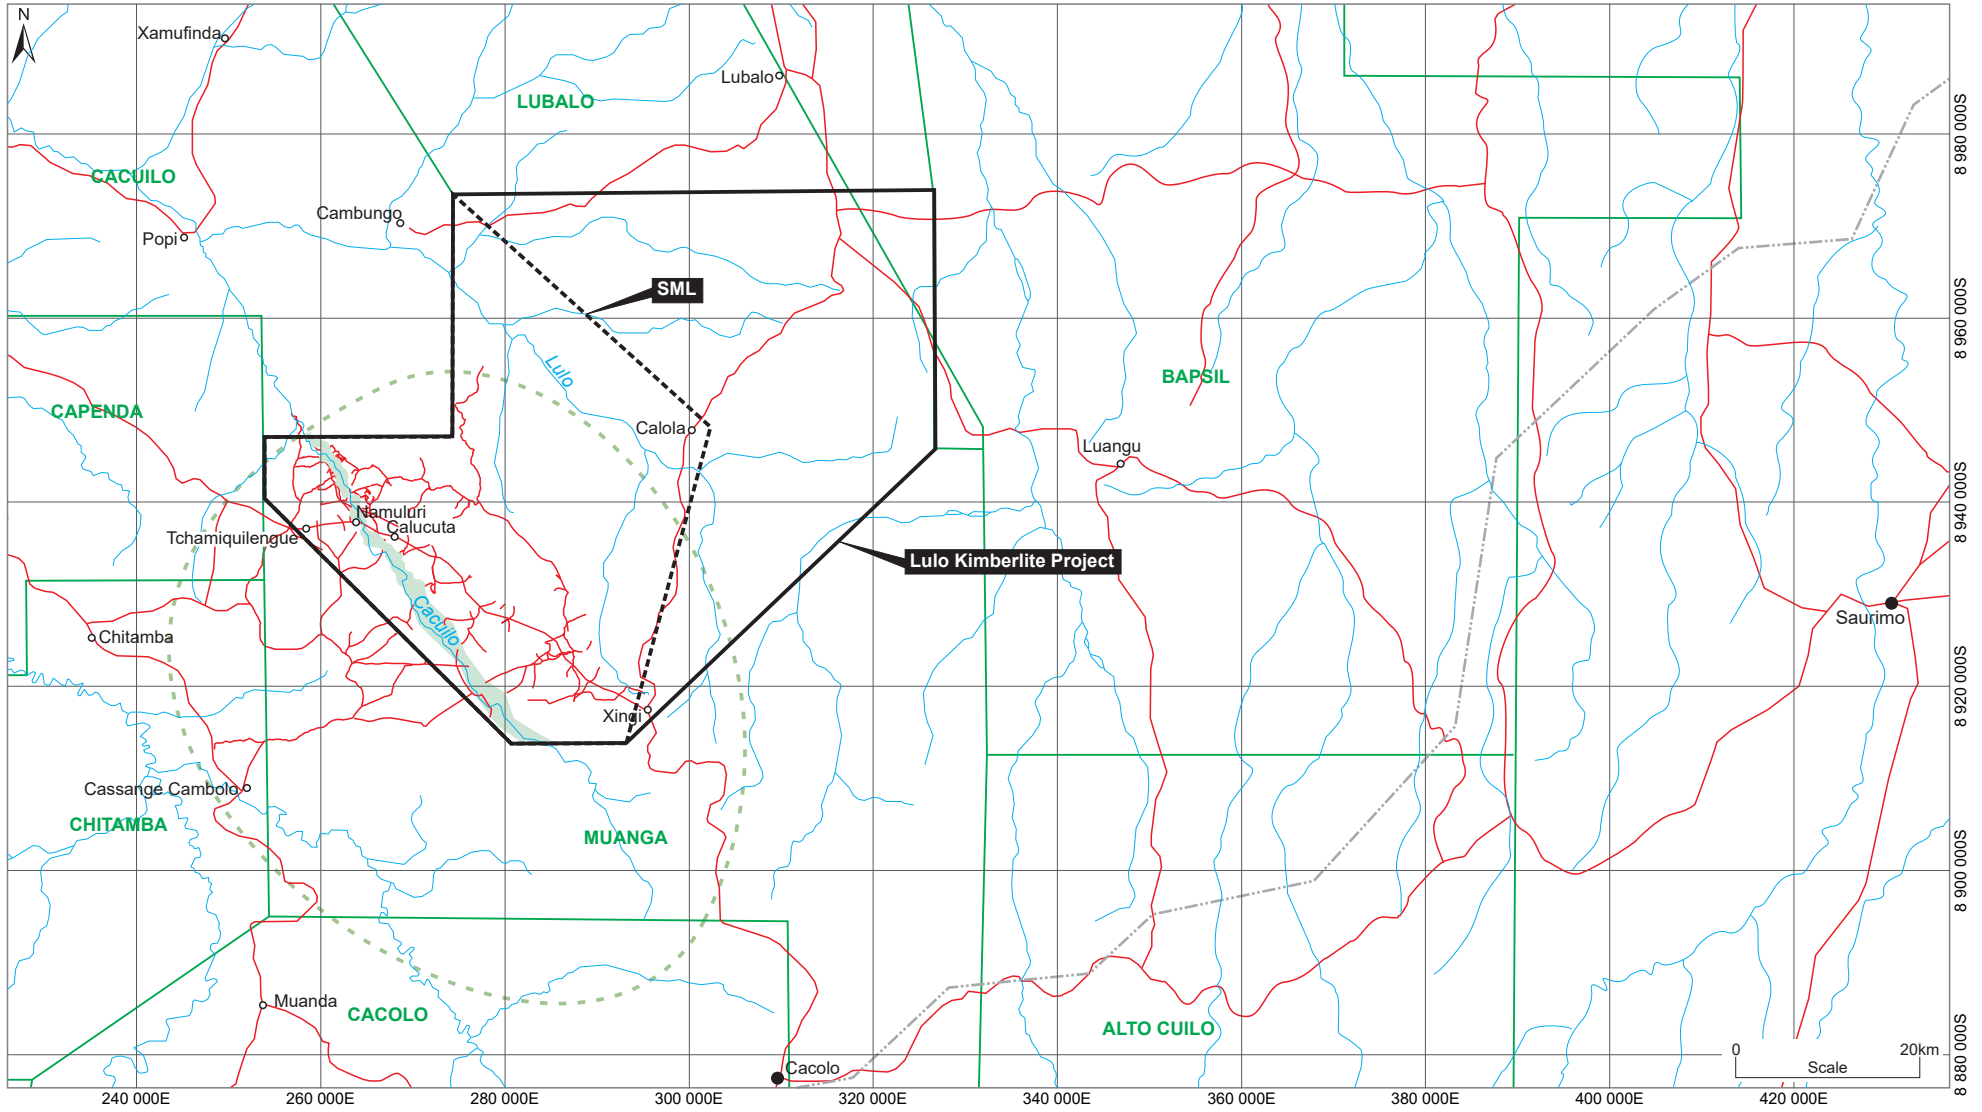 N
Xamufinda
Lubalo
LUBALO
8 980 000S
CACUILO
Cambungo
Popi
SML
8 960 000S
Lulo
BAPSIL
CAPENDA
Calola
Luangu
8 940 000S
Namuluri
Calucuta
Tchamiquilengue
Lulo Kimberlite Project
Cacuilo
Saurimo
Chitamba
8 920 000S
Xingi
Cassange Cambolo
CHITAMBA
MUANGA
8 900 000S
Muanda
CACOLO
ALTO CUILO
0 20km
Scale
Cacolo
8 880 000S
240 000E 260 000E 280 000E 300 000E 320 000E 340 000E 360 000E 380 000E 400 000E 420 000E